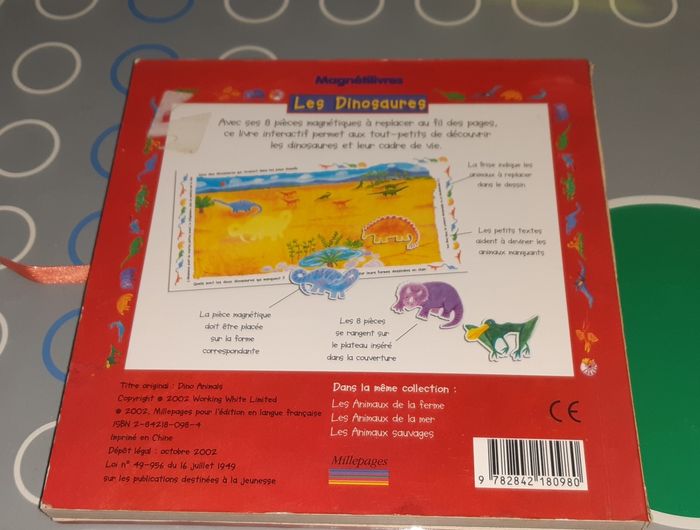 Magnétilivres
Les Dinosaures
Avec ses 8 pièces magnétiques à replacer au fil des pages,
ce livre interactif permet aux tout-petits de découvrir
les dinosaures et leur cadre de vie.
La frise indique les
animaux à replacer
dans le dessin
Les petits textes
aident à deviner les
animaux manquants
La pièce magnétique
doit être placée
sur la forme
correspondante
Les 8 pièces
se rangent sur
le plateau inséré
dans la couverture
Titre original : Dino Animals
Copyright © 2002 Working White Limited
© 2002, Millepages pour l'édition en langue française
ISBN 2-84218-098-4
Imprimé en Chine
Dépôt légal : octobre 2002
Loi n° 49-956 du 16 juillet 1949
sur les publications destinées à la jeunesse
Dans la même collection :
Les Animaux de la ferme
Les Animaux de la mer
Les Animaux sauvages
Millepages
CE
9 782842 180980